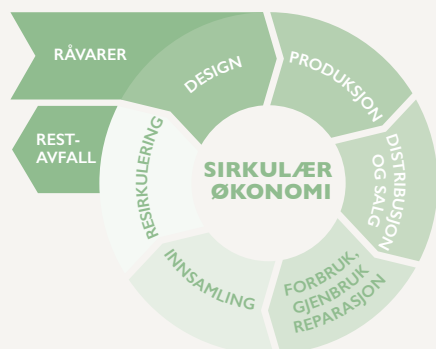 RÅVARER
DESIGN
PRODUKSJON
DISTRIBUSJON
OG SALG
FORBRUK,
GJENBRUK
REPARASJON
INNSAMLING
RESIRKULERING
REST-
AVFALL
SIRKULÆR
ØKONOMI